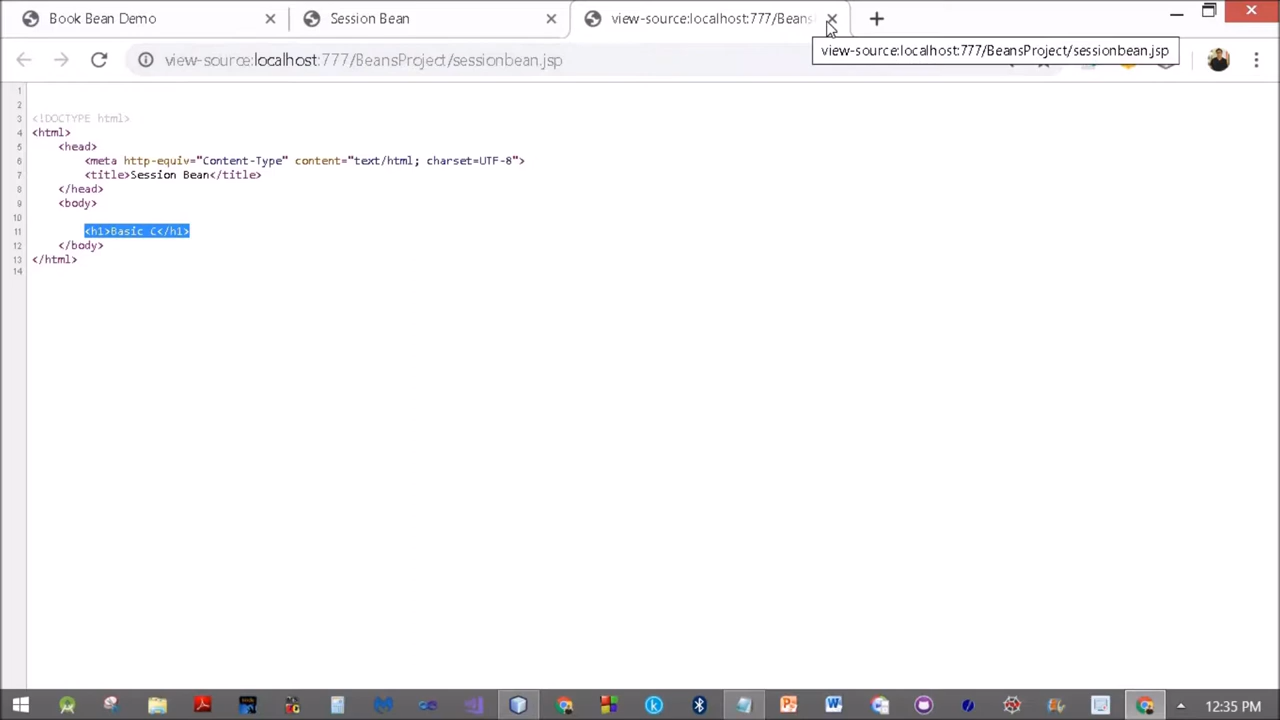 Book Bean Demo
Session Bean
view-source:localhost:777/Beans
view-source:localhost:777/BeansProject/sessionbean.jsp
view-source:localhost:777/BeansProject/sessionbean.jsp
1
2
3 <!DOCTYPE html>
4 <html>
5 <head>
6 <meta http-equiv="Content-Type" content="text/html; charset=UTF-8">
7 <title>Session Bean</title>
8 </head>
9 <body>
10
11 <h1>Basic C</h1>
12 </body>
13 </html>
14
12:35 PM